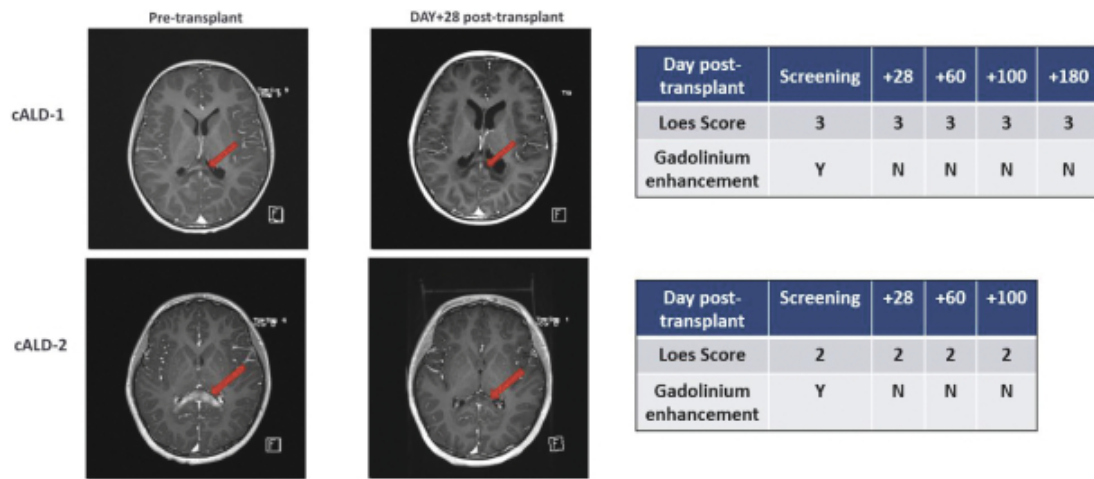 Pre-transplant
DAY+28 post-transplant
cALD-1
F
F
Day post-transplant Screening +28 +60 +100 +180
Loes Score 3 3 3 3 3
Gadolinium enhancement Y N N N N
cALD-2
F
F
Day post-transplant Screening +28 +60 +100
Loes Score 2 2 2 2
Gadolinium enhancement Y N N N